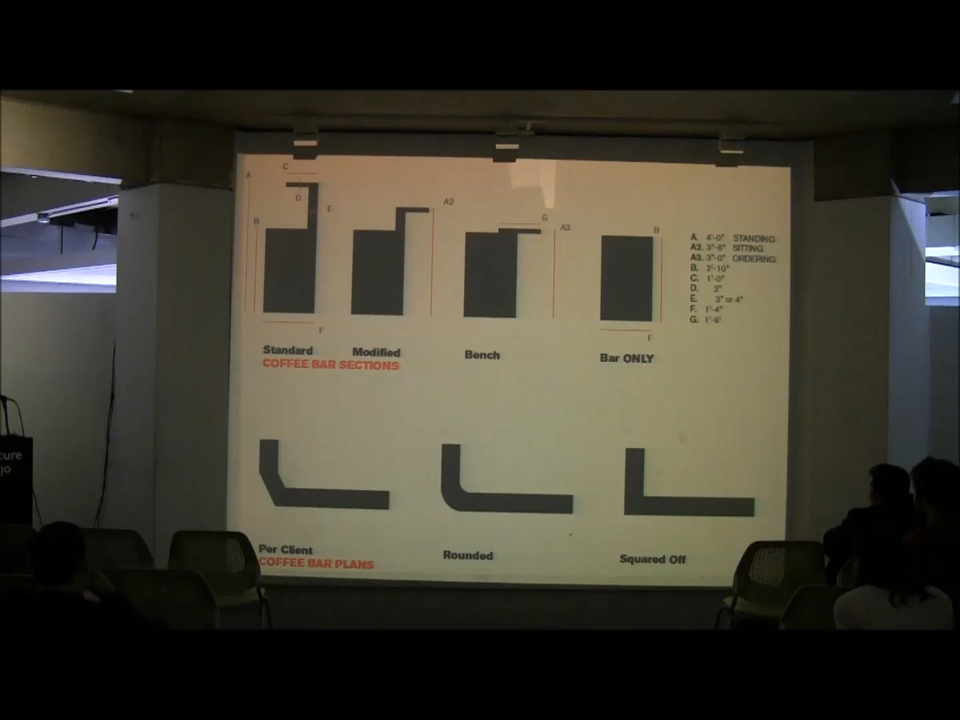 C
A
D
B
E
A2
G
A3
B
F
F
A. 4'-0" STANDING
A2. 3'-6" SITTING
A3. 3'-0" ORDERING
B. 2'-10"
C. 1'-0"
D. 2"
E. 3" or 4"
F. 1'-4"
G. 1'-6"
Standard Modified Bench Bar ONLY
COFFEE BAR SECTIONS
Per Client Rounded Squared Off
COFFEE BAR PLANS
cure
go